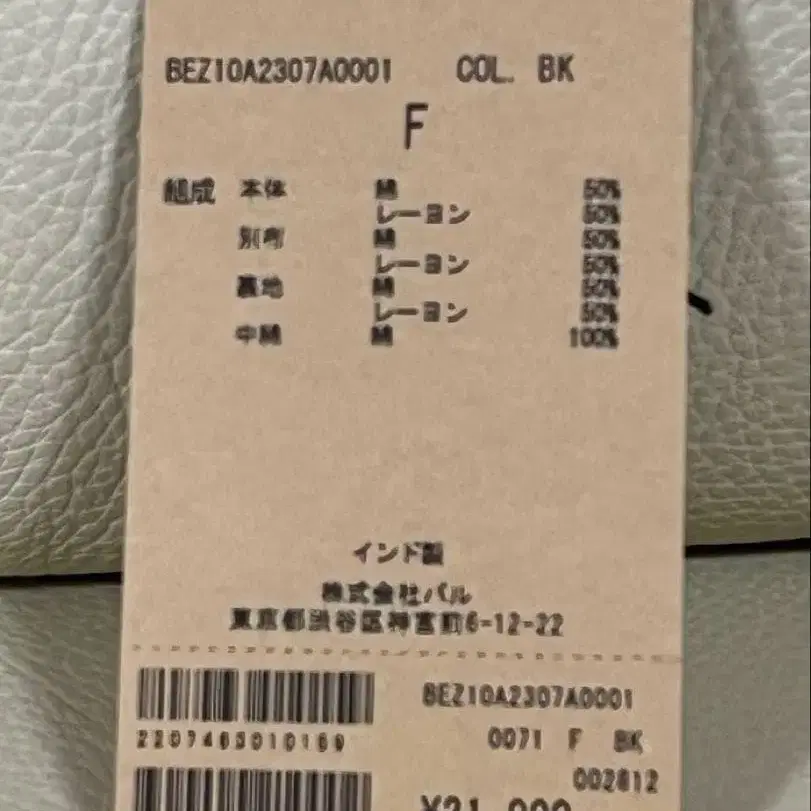 BEZ10A2307A0001 COL. BK
F
組成 本体 綿 50%
レーヨン 50%
別布 綿 50%
レーヨン 50%
裏地 綿 50%
レーヨン 50%
中綿 綿 100%
インド製
株式会社パル
東京都渋谷区神宮前6-12-22
BEZ10A2307A0001
0071 F BK
002812